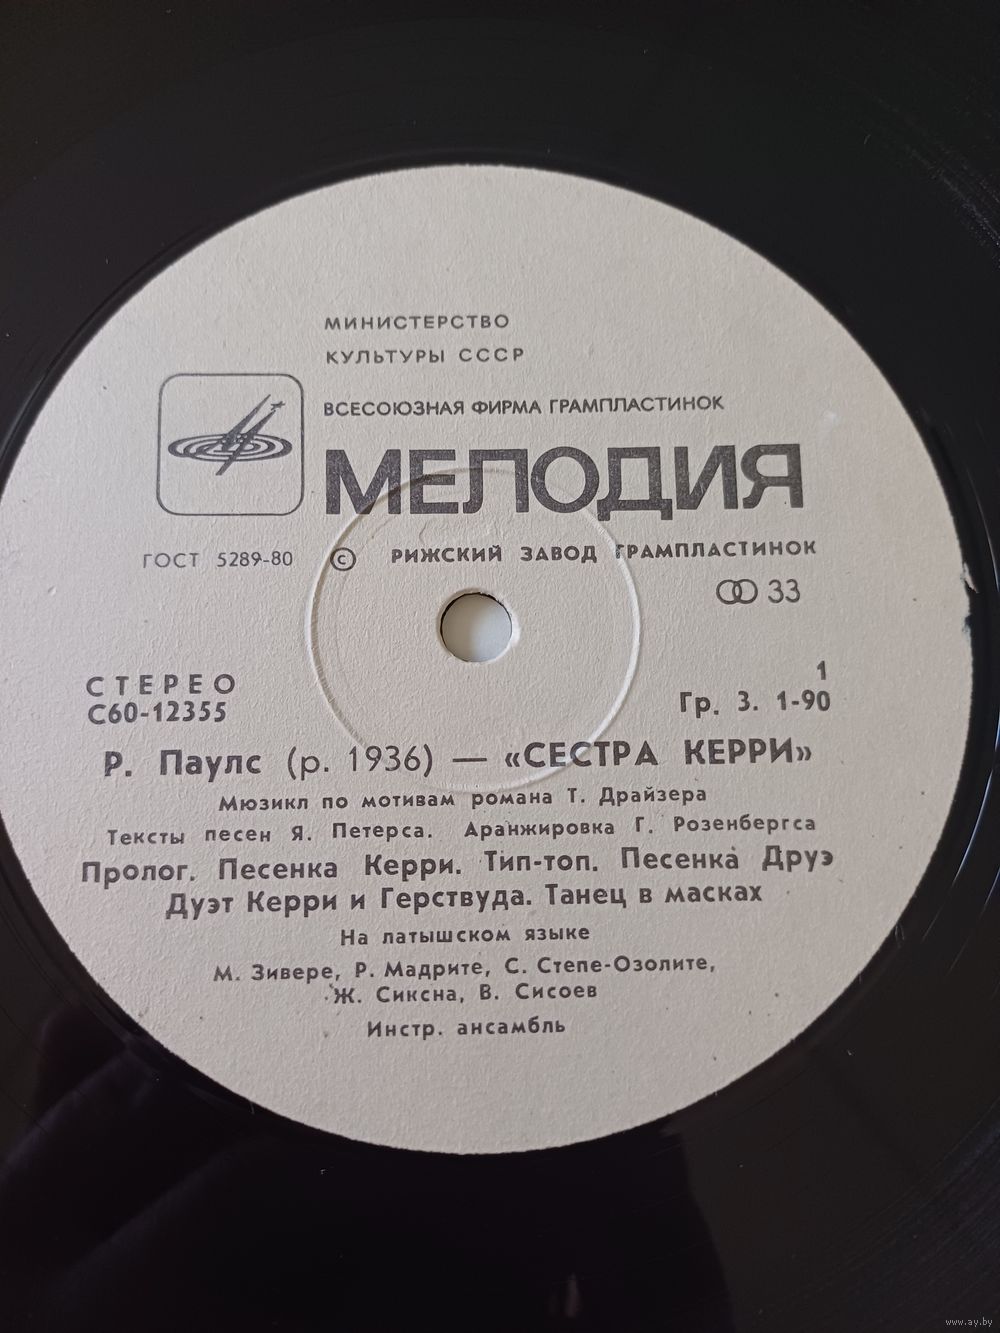 МИНИСТЕРСТВО
КУЛЬТУРЫ СССР
ВСЕСОЮЗНАЯ ФИРМА ГРАМПЛАСТИНОК
МЕЛОДИЯ
ГОСТ 5289-80 © РИЖСКИЙ ЗАВОД ГРАМПЛАСТИНОК
33
СТЕРЕО 1
С60-12355 Гр. 3. 1-90
Р. Паулс (р. 1936) — «СЕСТРА КЕРРИ»
Мюзикл по мотивам романа Т. Драйзера
Тексты песен Я. Петерса. Аранжировка Г. Розенбергса
Пролог. Песенка Керри. Тип-топ. Песенка Друэ
Дуэт Керри и Герствуда. Танец в масках
На латышском языке
М. Зивере, Р. Мадрите, С. Степе-Озолите,
Ж. Сиксна, В. Сисоев
Инстр. ансамбль
www.ay.by